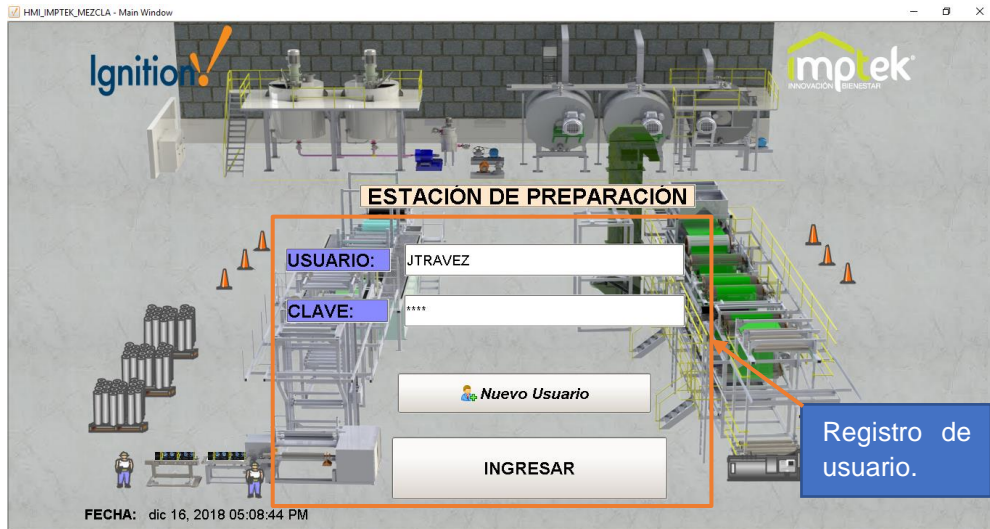 HMI_IMPTEK_MEZCLA - Main Window
Ignition!
imptek
INNOVACIÓN BIENESTAR
ESTACIÓN DE PREPARACIÓN
USUARIO: JTRAVEZ
CLAVE: ****
Nuevo Usuario
INGRESAR
Registro de
usuario.
FECHA: dic 16, 2018 05:08:44 PM